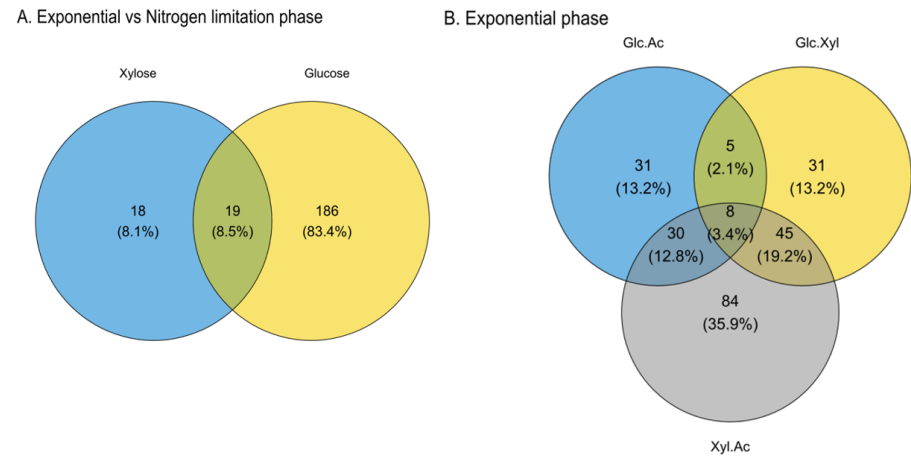 A. Exponential vs Nitrogen limitation phase
Xylose
Glucose
18
(8.1%)
19
(8.5%)
186
(83.4%)
B. Exponential phase
Glc.Ac
Glc.Xyl
5
(2.1%)
31
(13.2%)
31
(13.2%)
8
(3.4%)
30
(12.8%)
45
(19.2%)
84
(35.9%)
Xyl.Ac